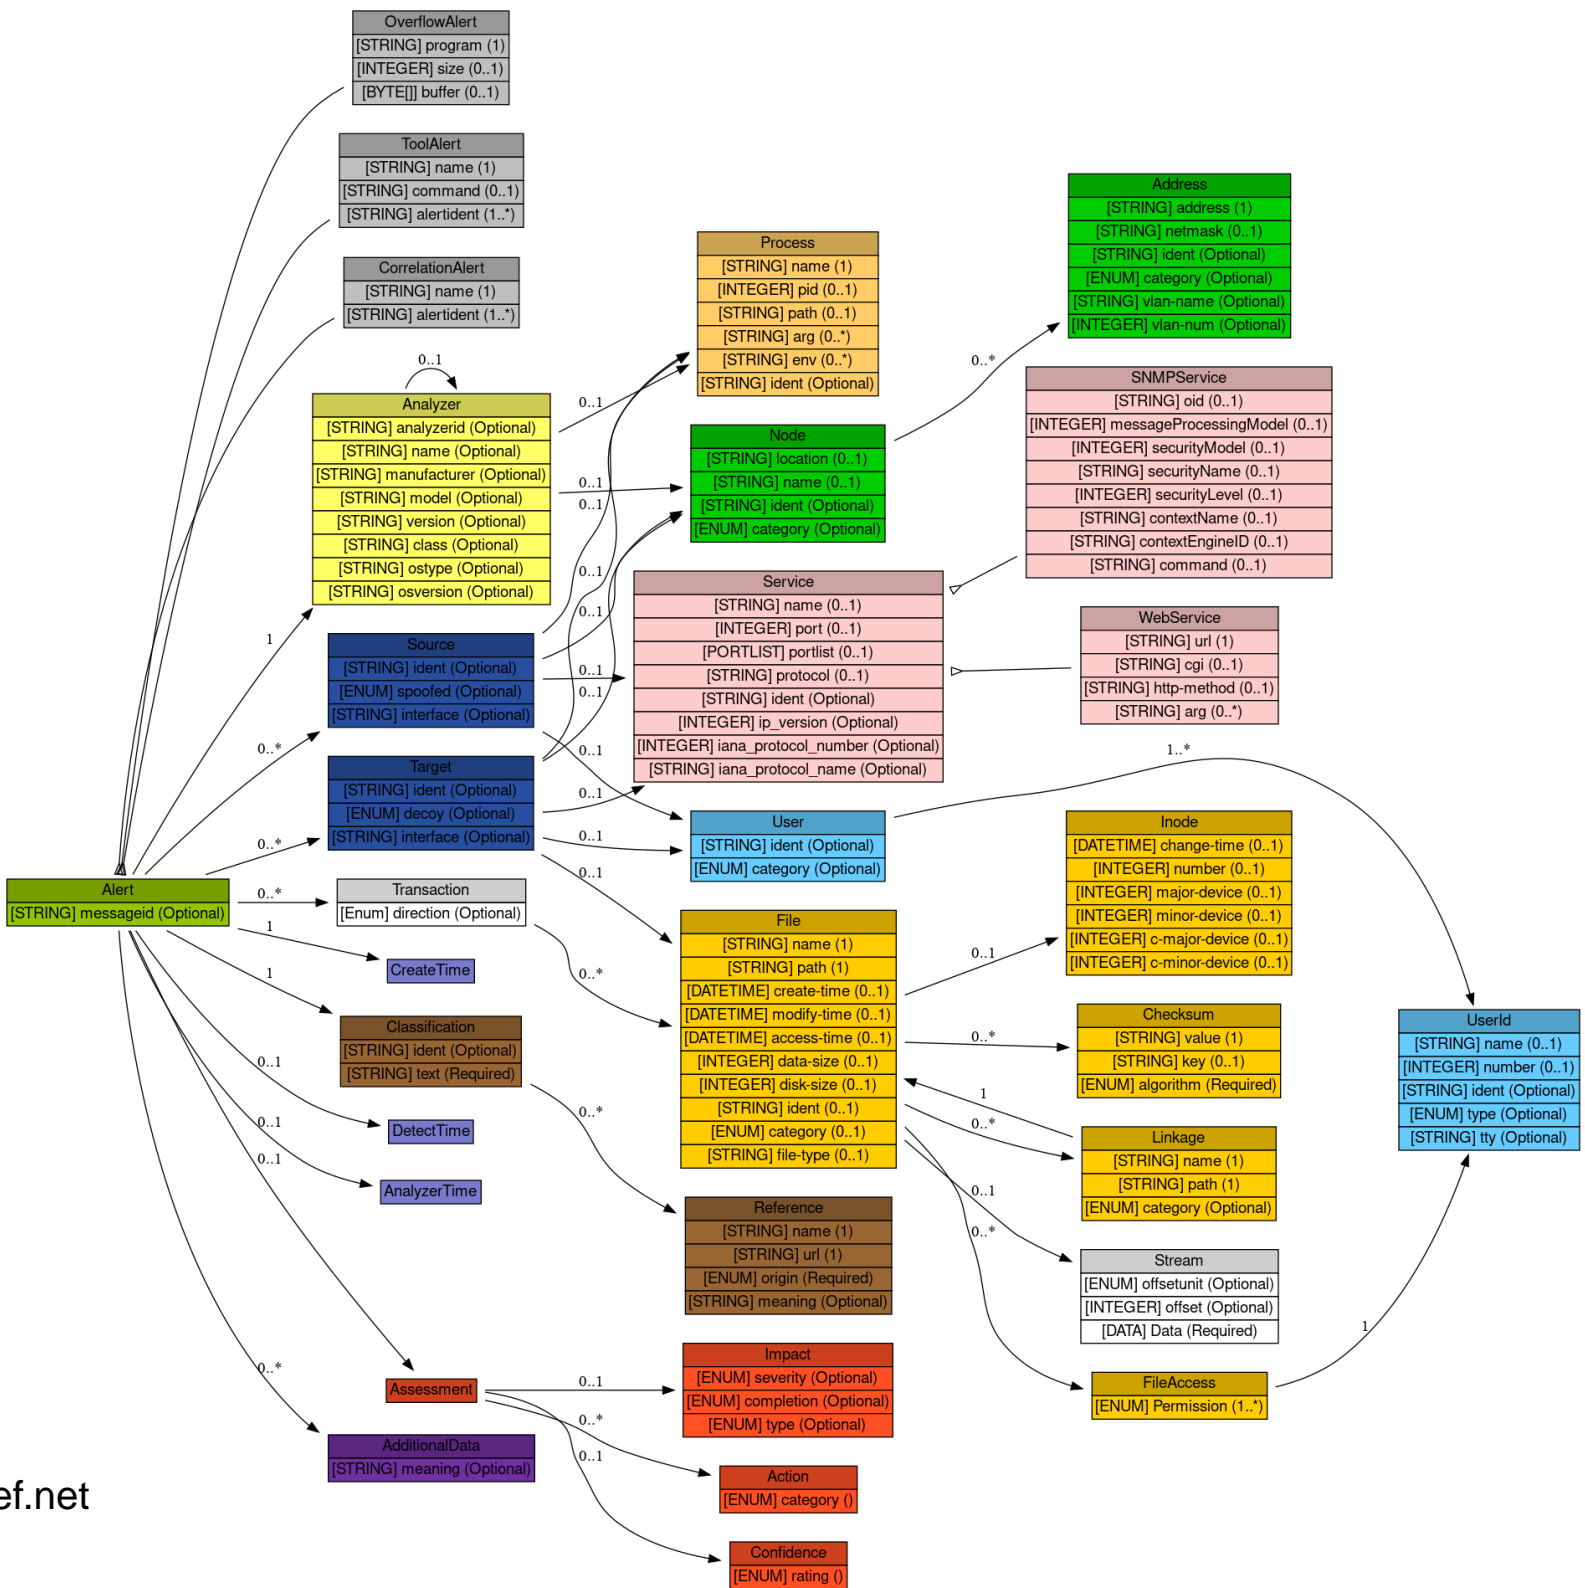 OverflowAlert
[STRING] program (1)
[INTEGER] size (0..1)
[BYTE[]] buffer (0..1)
ToolAlert
[STRING] name (1)
[STRING] command (0..1)
[STRING] alertident (1..*)
CorrelationAlert
[STRING] name (1)
[STRING] alertident (1..*)
0..1
Analyzer
[STRING] analyzerid (Optional)
[STRING] name (Optional)
[STRING] manufacturer (Optional)
[STRING] model (Optional)
[STRING] version (Optional)
[STRING] class (Optional)
[STRING] ostype (Optional)
[STRING] osversion (Optional)
1
Source
[STRING] ident (Optional)
[ENUM] spoofed (Optional)
[STRING] interface (Optional)
0..*
Target
[STRING] ident (Optional)
[ENUM] decoy (Optional)
[STRING] interface (Optional)
0..*
Alert
[STRING] messageid (Optional)
0..*
Transaction
[Enum] direction (Optional)
1
CreateTime
1
Classification
[STRING] ident (Optional)
[STRING] text (Required)
0..1
DetectTime
0..1
AnalyzerTime
0..1
Assessment
0..*
AdditionalData
[STRING] meaning (Optional)
ef.net
0..1
0..1
0..1
0..1
0..1
0..1
0..1
0..1
0..1
0..1
0..1
0..*
0..*
0..1
0..*
0..1
Process
[STRING] name (1)
[INTEGER] pid (0..1)
[STRING] path (0..1)
[STRING] arg (0..*)
[STRING] env (0..*)
[STRING] ident (Optional)
Node
[STRING] location (0..1)
[STRING] name (0..1)
[STRING] ident (Optional)
[ENUM] category (Optional)
Service
[STRING] name (0..1)
[INTEGER] port (0..1)
[PORTLIST] portlist (0..1)
[STRING] protocol (0..1)
[STRING] ident (Optional)
[INTEGER] ip_version (Optional)
[INTEGER] iana_protocol_number (Optional)
[STRING] iana_protocol_name (Optional)
User
[STRING] ident (Optional)
[ENUM] category (Optional)
File
[STRING] name (1)
[STRING] path (1)
[DATETIME] create-time (0..1)
[DATETIME] modify-time (0..1)
[DATETIME] access-time (0..1)
[INTEGER] data-size (0..1)
[INTEGER] disk-size (0..1)
[STRING] ident (0..1)
[ENUM] category (0..1)
[STRING] file-type (0..1)
Reference
[STRING] name (1)
[STRING] url (1)
[ENUM] origin (Required)
[STRING] meaning (Optional)
Impact
[ENUM] severity (Optional)
[ENUM] completion (Optional)
[ENUM] type (Optional)
Action
[ENUM] category ()
Confidence
[ENUM] rating ()
0..*
0..1
0..*
1
0..*
0..1
0..*
Address
[STRING] address (1)
[STRING] netmask (0..1)
[STRING] ident (Optional)
[ENUM] category (Optional)
[STRING] vlan-name (Optional)
[INTEGER] vlan-num (Optional)
SNMPService
[STRING] oid (0..1)
[INTEGER] messageProcessingModel (0..1)
[INTEGER] securityModel (0..1)
[STRING] securityName (0..1)
[INTEGER] securityLevel (0..1)
[STRING] contextName (0..1)
[STRING] contextEngineID (0..1)
[STRING] command (0..1)
WebService
[STRING] url (1)
[STRING] cgi (0..1)
[STRING] http-method (0..1)
[STRING] arg (0..*)
1..*
Inode
[DATETIME] change-time (0..1)
[INTEGER] number (0..1)
[INTEGER] major-device (0..1)
[INTEGER] minor-device (0..1)
[INTEGER] c-major-device (0..1)
[INTEGER] c-minor-device (0..1)
Checksum
[STRING] value (1)
[STRING] key (0..1)
[ENUM] algorithm (Required)
Linkage
[STRING] name (1)
[STRING] path (1)
[ENUM] category (Optional)
Stream
[ENUM] offsetunit (Optional)
[INTEGER] offset (Optional)
[DATA] Data (Required)
FileAccess
[ENUM] Permission (1..*)
1
UserId
[STRING] name (0..1)
[INTEGER] number (0..1)
[STRING] ident (Optional)
[ENUM] type (Optional)
[STRING] tty (Optional)